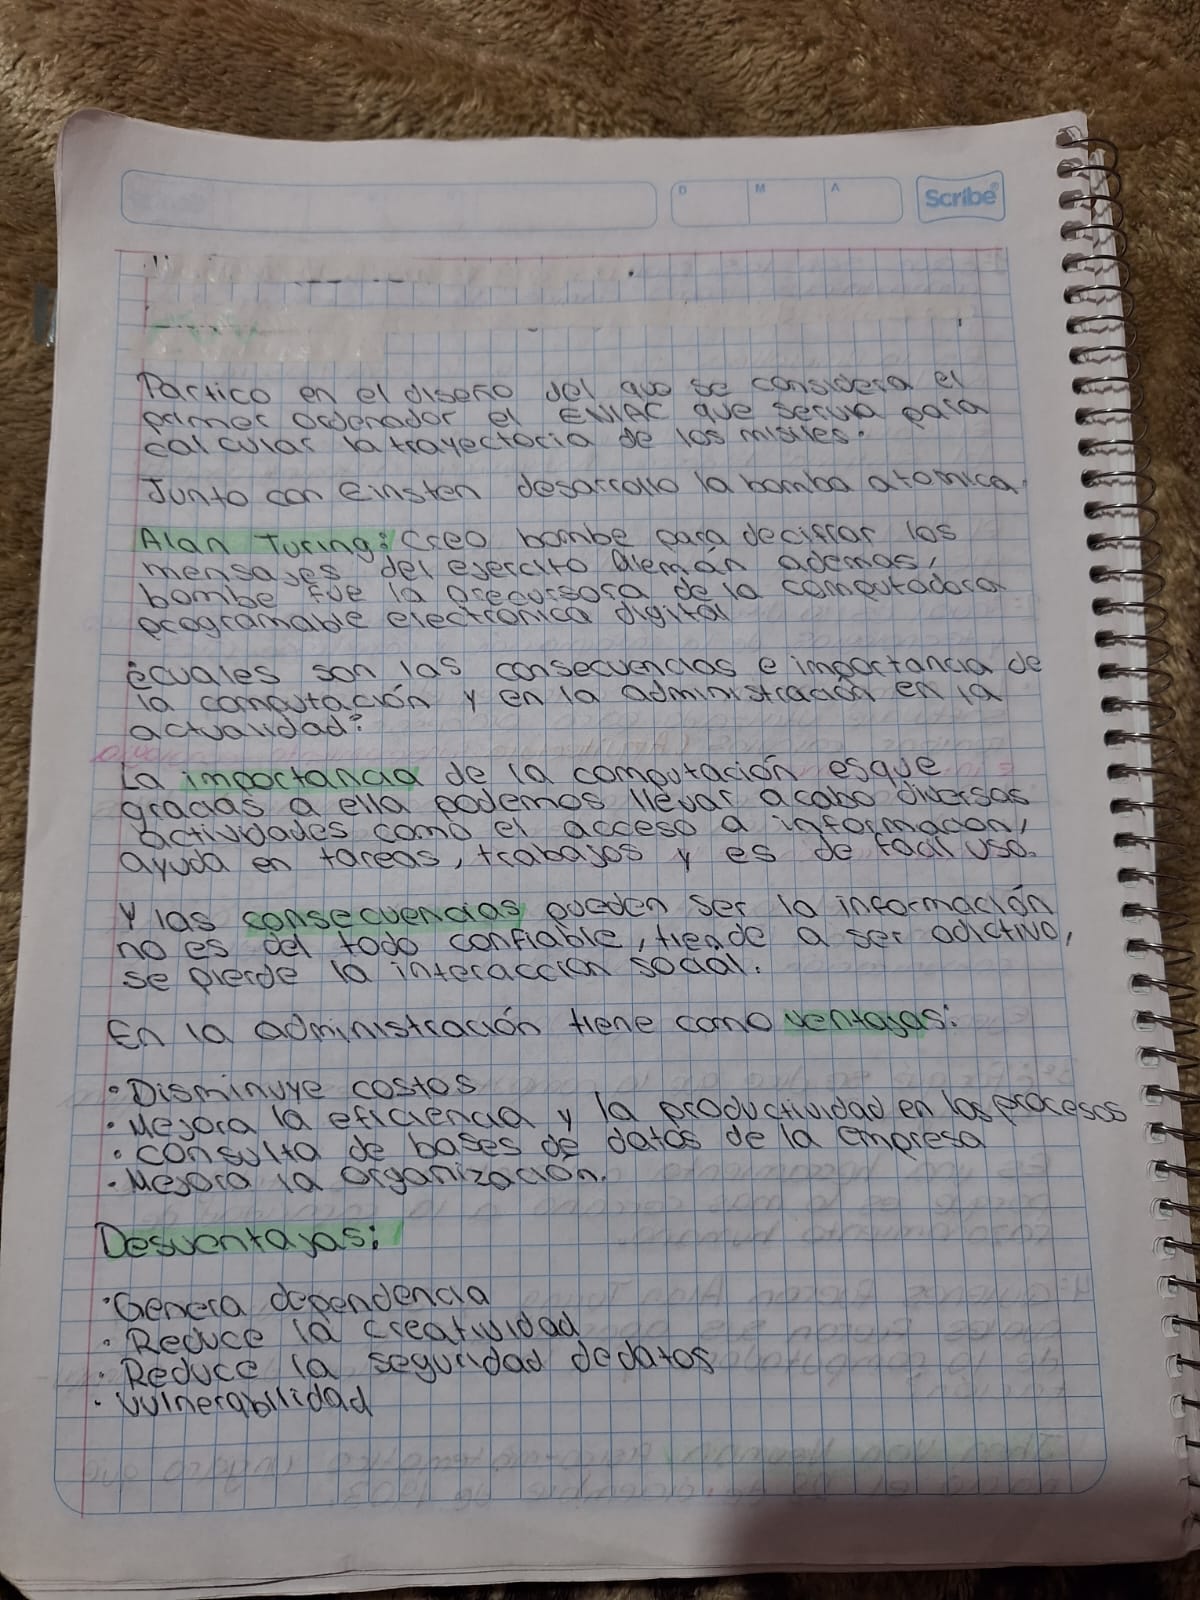 D M A Scribe
Partico en el diseño del que se considera el
primer ordenador el ENIAC que servia para
calcular la trayectoria de los misiles.
Junto con Einsten desarrollo la bomba atomica.
Alan Turing: Creo bombe para decifrar los
mensajes del ejercito Alemán ademas,
bombe fue la precursora de la computadora
programable electronica digital
¿cuales son las consecuencias e importancia de
la computación y en la administración en la
actualidad?
La importancia de la computación esque
gracias a ella podemos llevar acabo diversas
actividades como el acceso a informacion,
ayuda en tareas, trabajos y es de facil uso.
Y las consecuencias pueden ser la información
no es del todo confiable, tiende a ser adictivo,
se pierde la interaccion social.
En la administración tiene como ventajas:
• Disminuye costos
• Mejora la eficiencia y la productividad en los procesos
• Consulta de bases de datos de la empresa
• Mejora la organización.
Desventajas:
• Genera dependencia
• Reduce la creatividad
• Reduce la seguridad de datos
• Vulnerabilidad